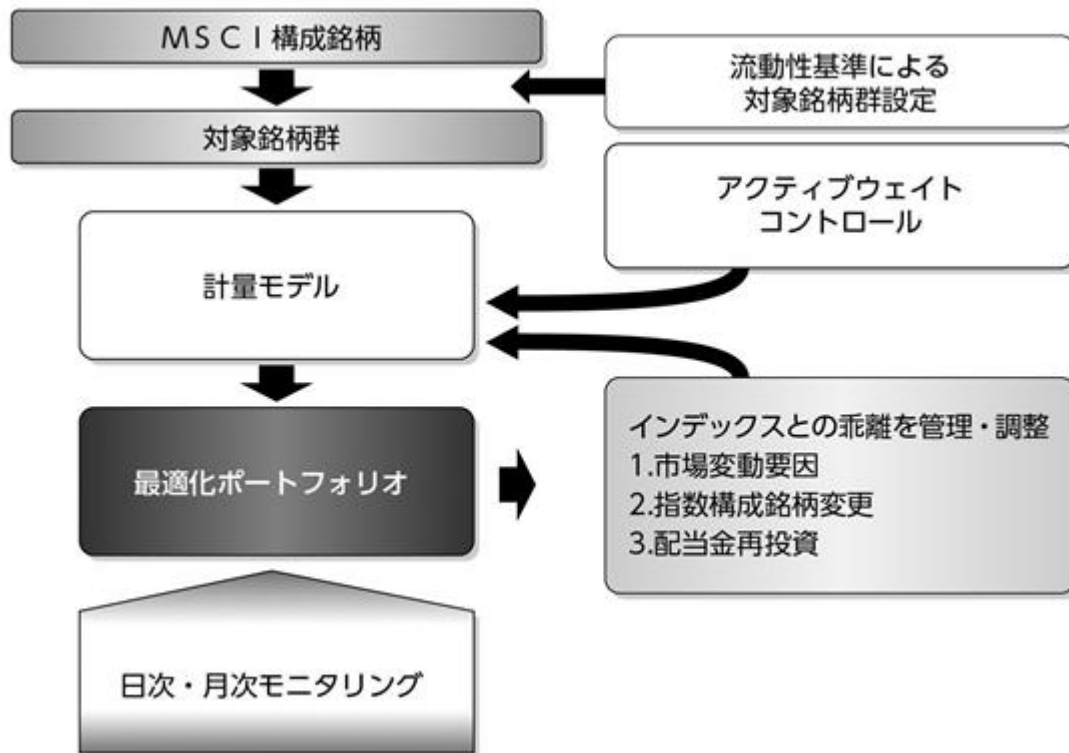 MSCI構成銘柄
流動性基準による
対象銘柄群設定
対象銘柄群
アクティブウェイト
コントロール
計量モデル
最適化ポートフォリオ
インデックスとの乖離を管理・調整
1.市場変動要因
2.指数構成銘柄変更
3.配当金再投資
日次・月次モニタリング